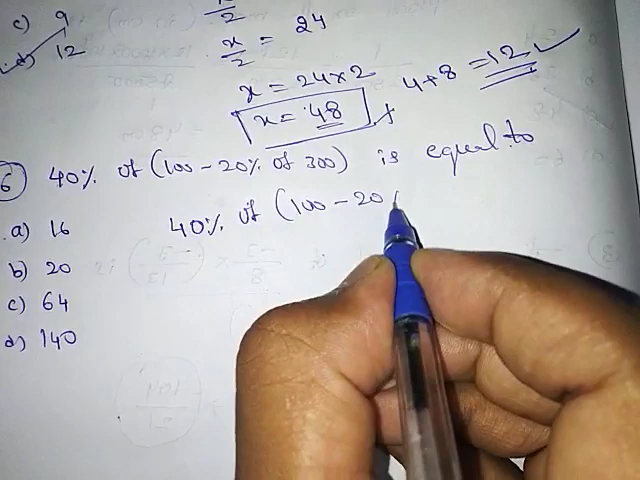 c) 9
x/2 = 24
d) 12
x = 24×2
x = 48
4+8 = 12 ✓
6 40% of (100 - 20% of 300) is equal to
40% of (100 - 20
a) 16
b) 20
c) 64
d) 140